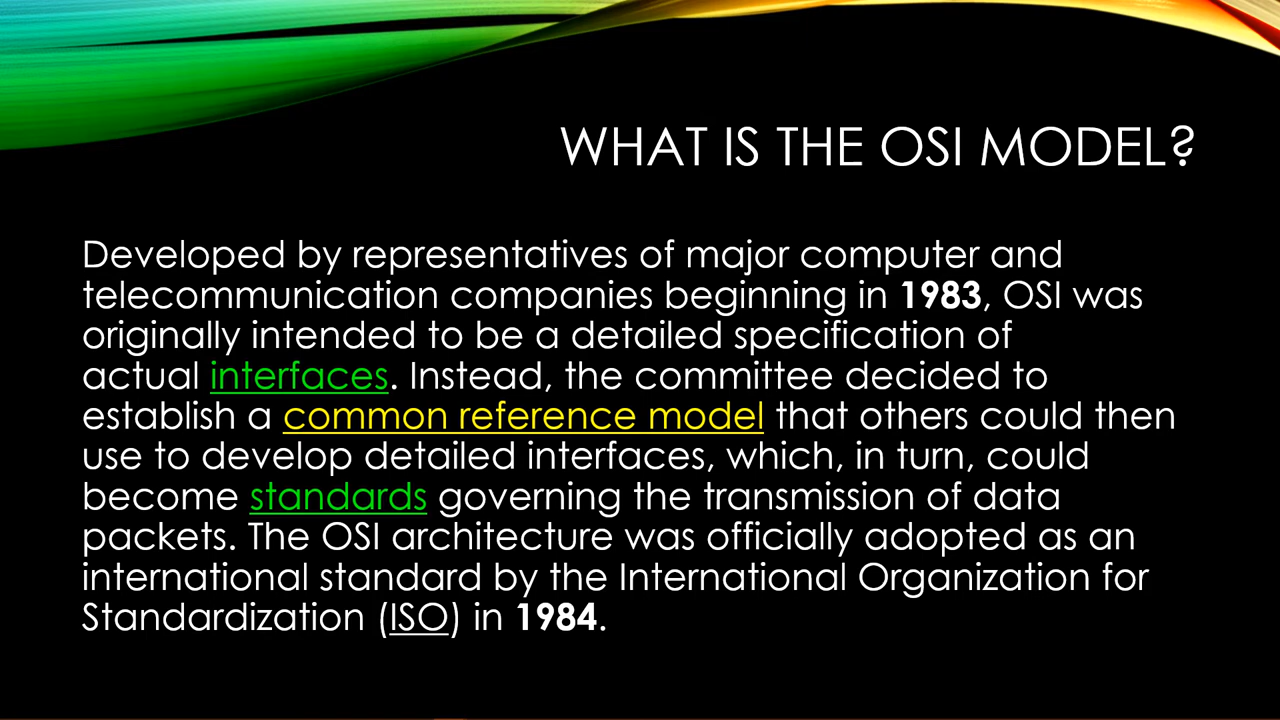 WHAT IS THE OSI MODEL?
Developed by representatives of major computer and
telecommunication companies beginning in 1983, OSI was
originally intended to be a detailed specification of
actual interfaces. Instead, the committee decided to
establish a common reference model that others could then
use to develop detailed interfaces, which, in turn, could
become standards governing the transmission of data
packets. The OSI architecture was officially adopted as an
international standard by the International Organization for
Standardization (ISO) in 1984.